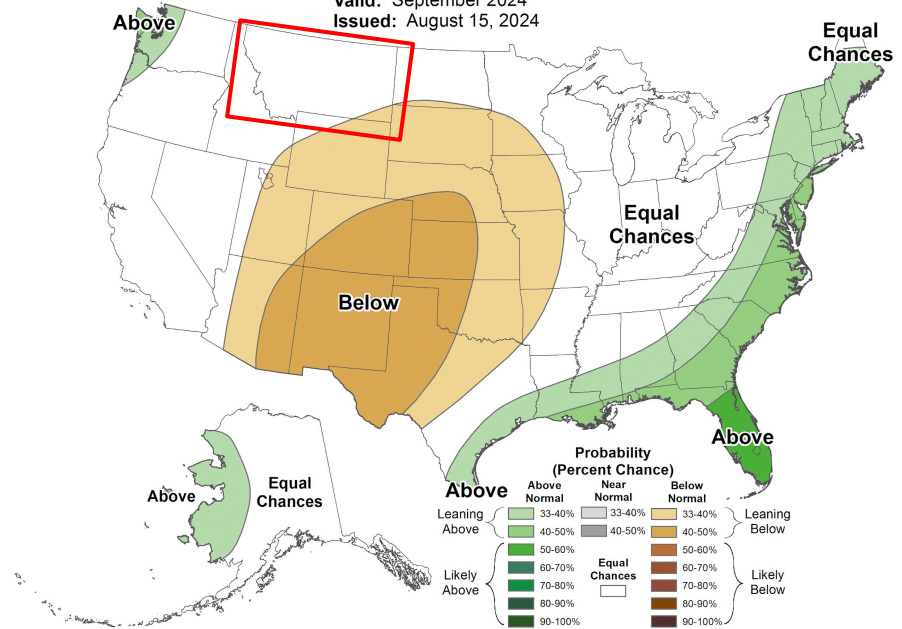 Valid: September 2024
Issued: August 15, 2024
Above
Equal
Chances
Equal
Chances
Below
Above
Above
Above
Equal
Chances
Probability
(Percent Chance)
Above
Normal
Near
Normal
Below
Normal
Leaning
Above
33-40%
33-40%
33-40%
Leaning
Below
40-50%
40-50%
40-50%
50-60%
50-60%
60-70%
60-70%
Equal
Chances
Likely
Above
70-80%
70-80%
Likely
Below
80-90%
80-90%
90-100%
90-100%